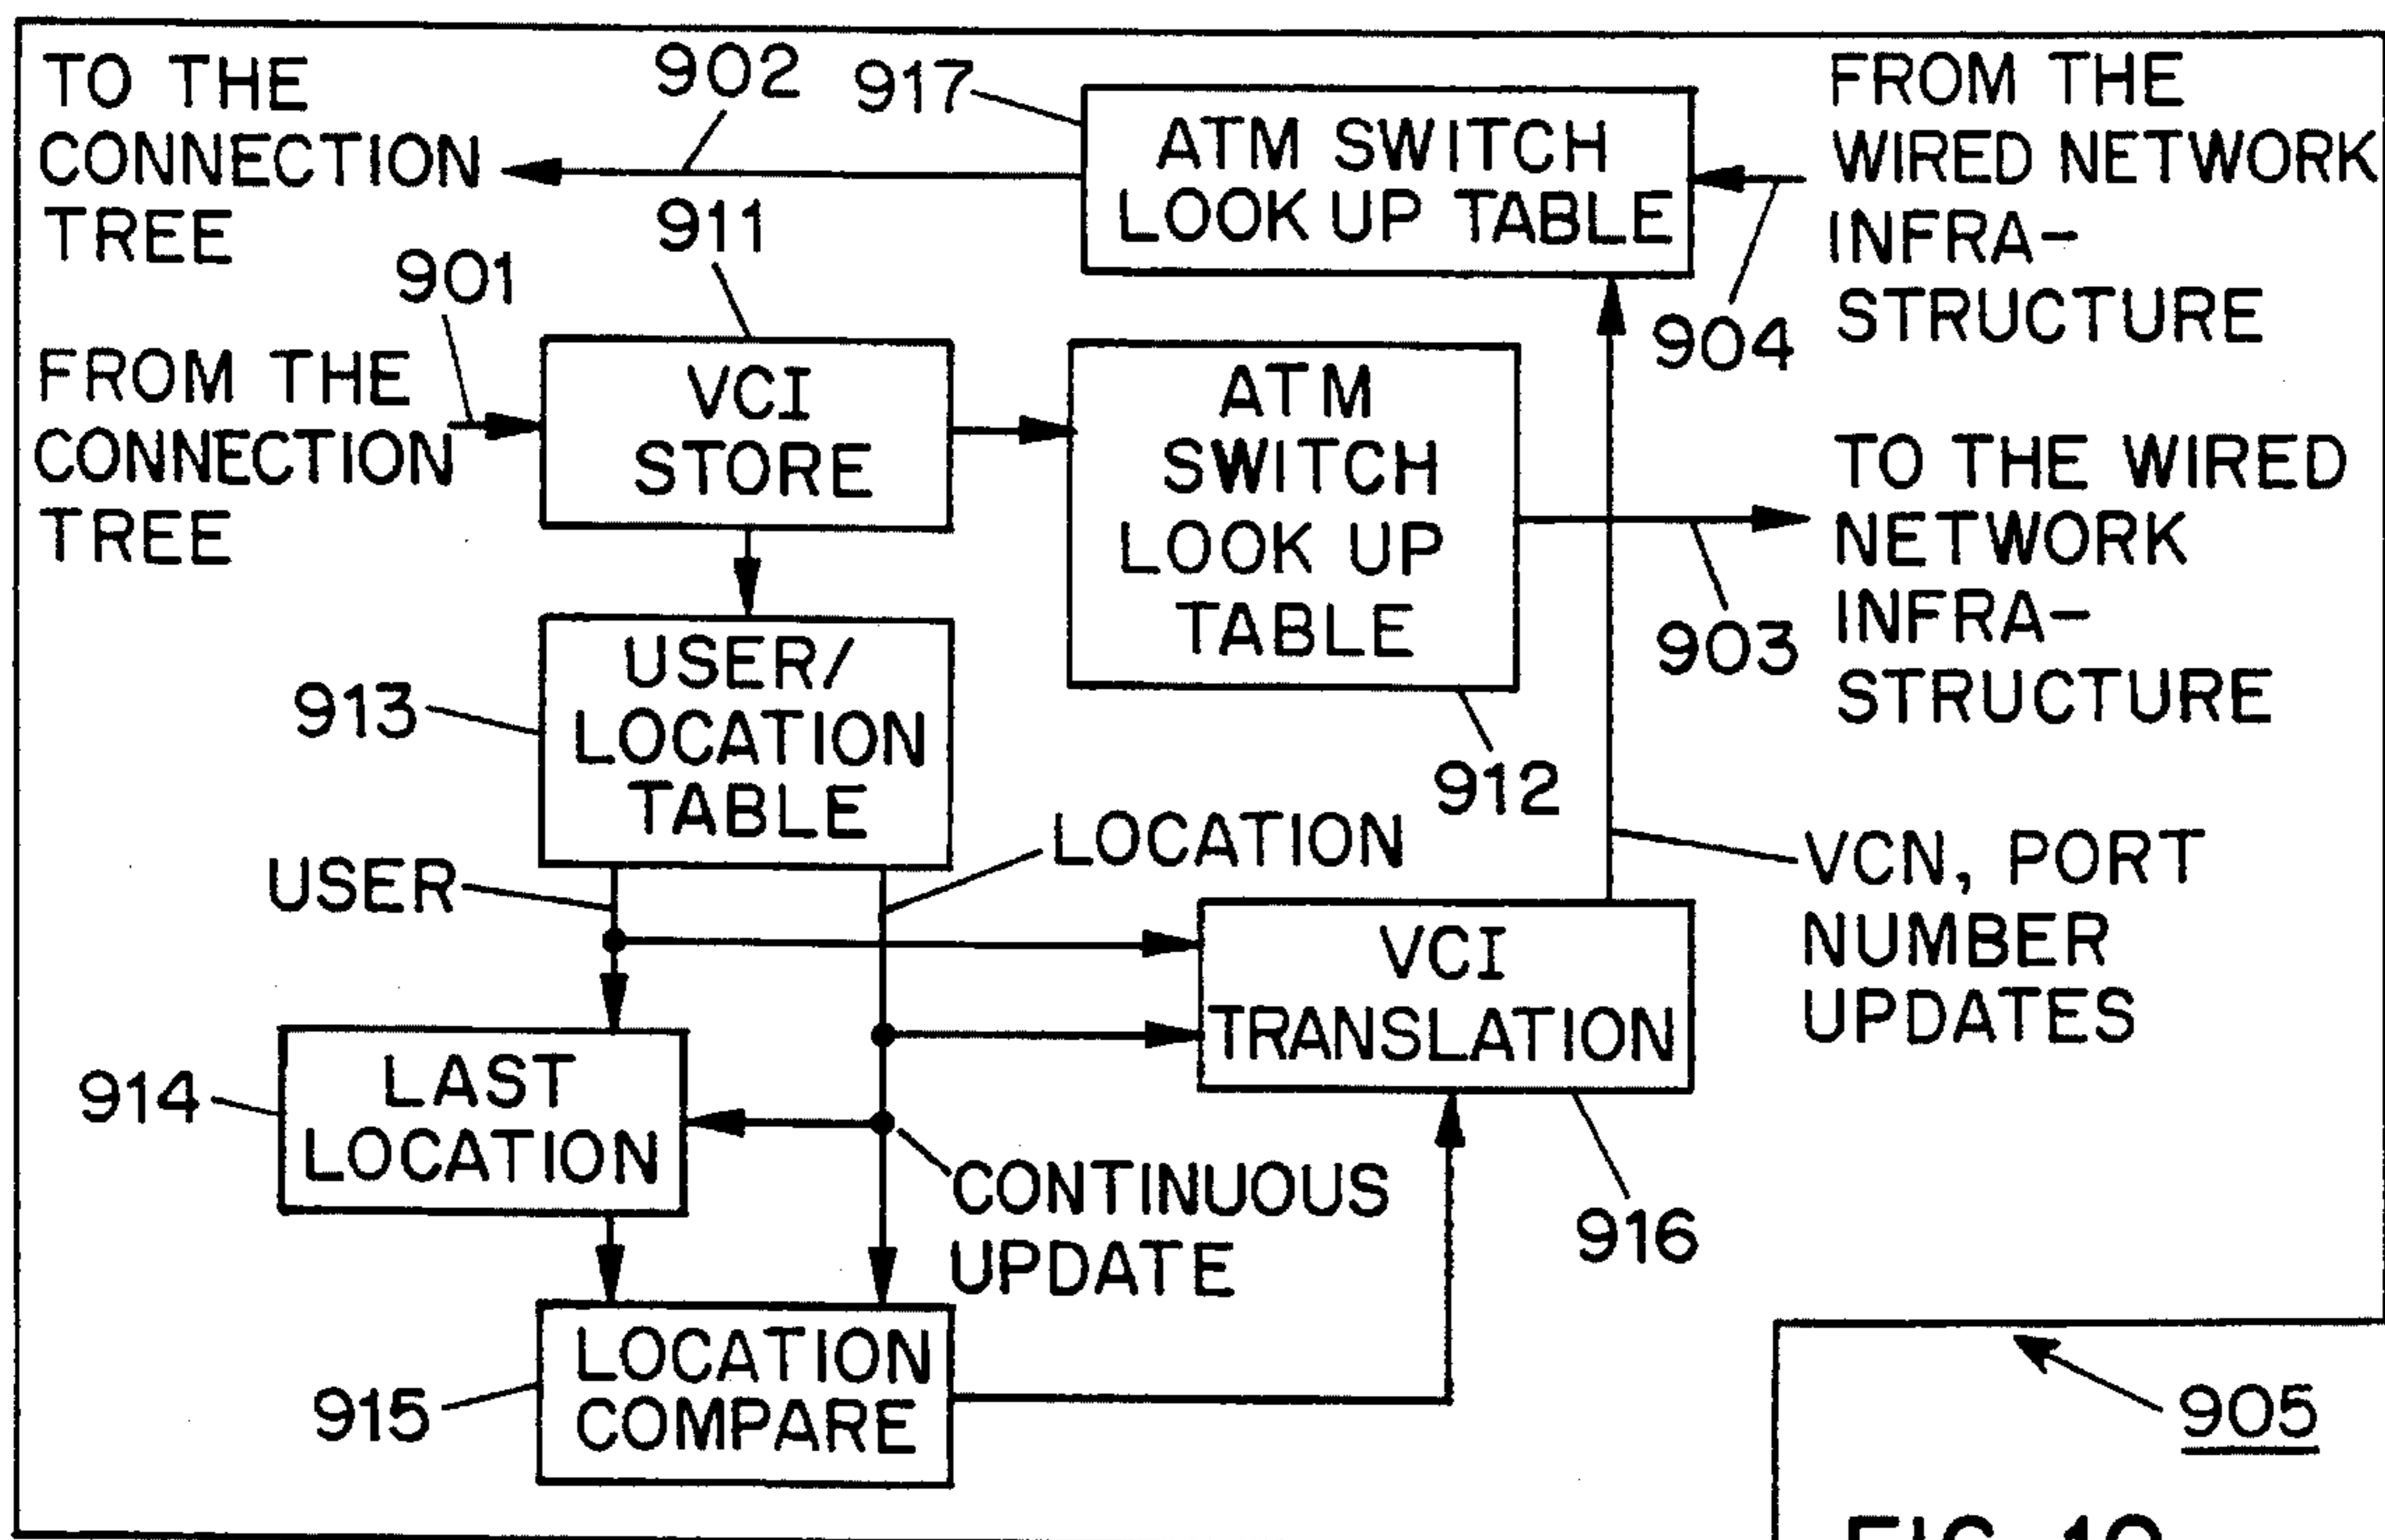 TO THE
CONNECTION
TREE
902
917
ATM SWITCH
LOOK UP TABLE
FROM THE
WIRED NETWORK
INFRA-
STRUCTURE
904
911
901
FROM THE
CONNECTION
TREE
VCI
STORE
ATM
SWITCH
LOOK UP
TABLE
TO THE WIRED
NETWORK
INFRA-
STRUCTURE
903
912
913
USER/
LOCATION
TABLE
USER
LOCATION
VCN, PORT
NUMBER
UPDATES
VCI
TRANSLATION
916
914
LAST
LOCATION
CONTINUOUS
UPDATE
915
LOCATION
COMPARE
905